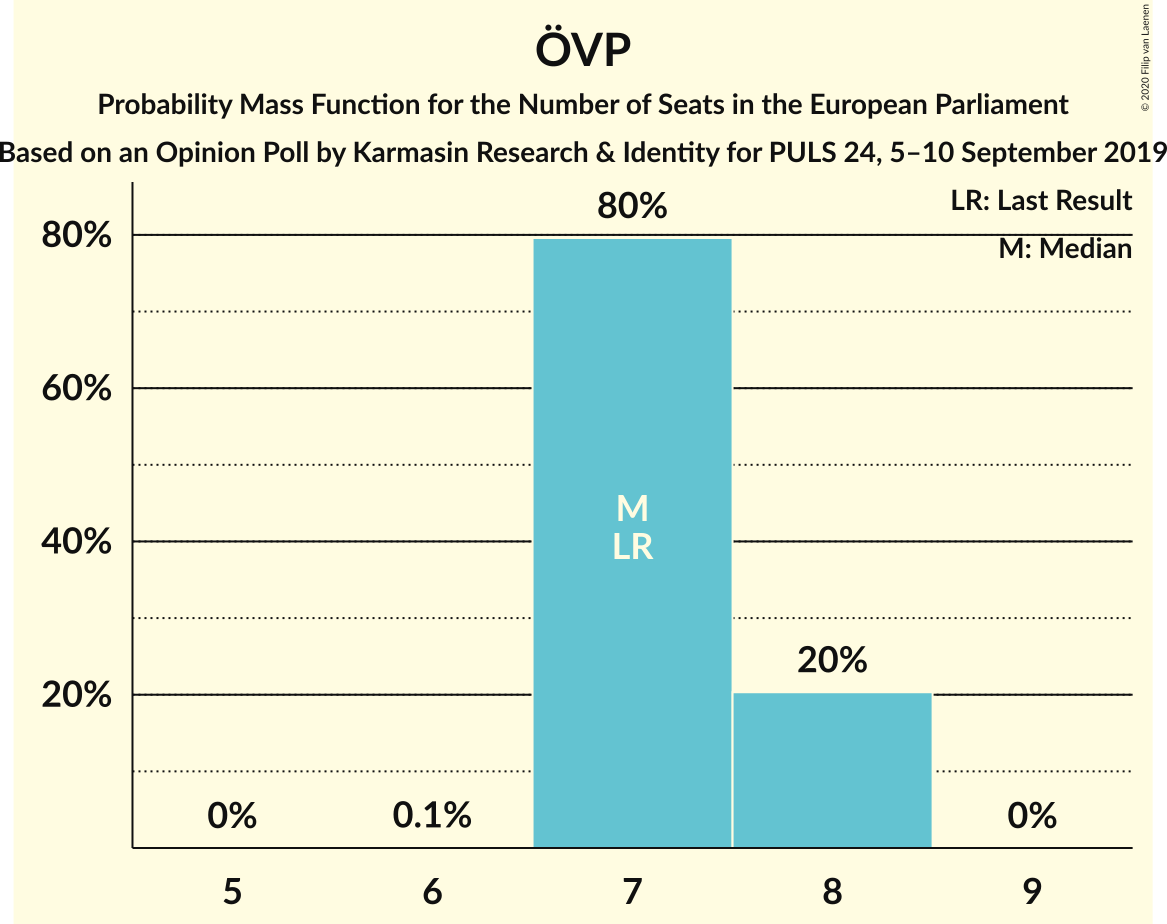 ÖVP
Probability Mass Function for the Number of Seats in the European Parliament
Based on an Opinion Poll by Karmasin Research & Identity for PULS 24, 5–10 September 2019
© 2020 Filip van Laenen
LR: Last Result
M: Median
80%
60%
40%
20%
0%
0.1%
80%
M
LR
20%
0%
5
6
7
8
9